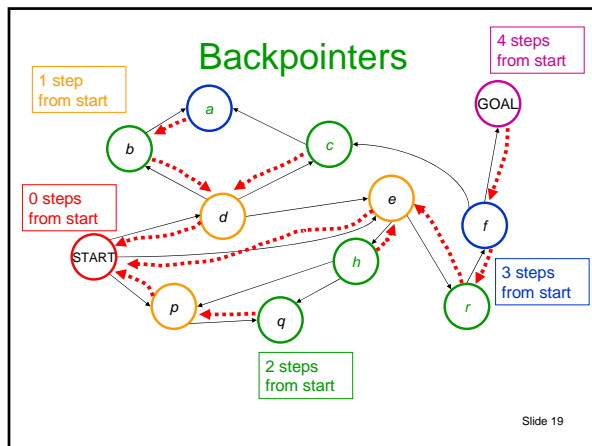 Backpointers
4 steps
from start
1 step
from start
GOAL
a
b
c
0 steps
from start
e
d
f
START
h
3 steps
from start
p
q
r
2 steps
from start
Slide 19